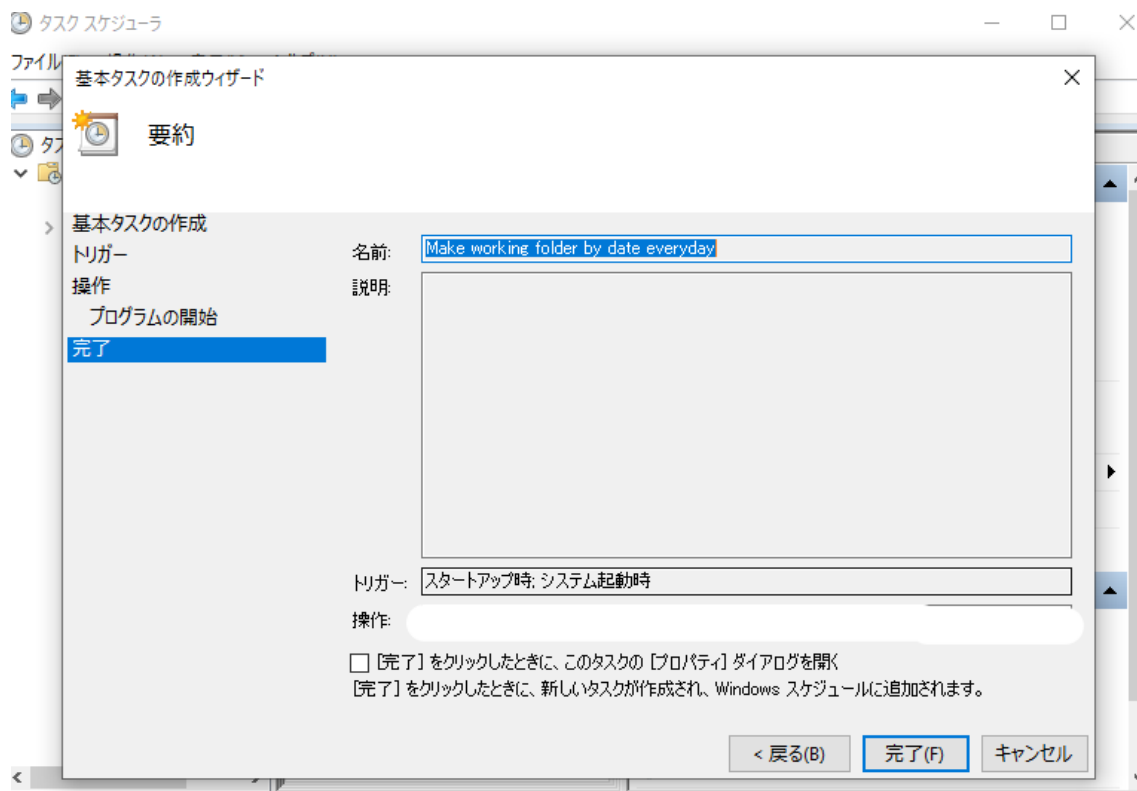 タスク スケジューラ
ファイル
基本タスクの作成ウィザード
要約
基本タスクの作成
トリガー
操作
プログラムの開始
完了
名前:
Make working folder by date everyday
説明:
トリガー:
スタートアップ時; システム起動時
操作:
[完了] をクリックしたときに、このタスクの [プロパティ] ダイアログを開く
[完了] をクリックしたときに、新しいタスクが作成され、Windows スケジュールに追加されます。
< 戻る(B)
完了(F)
キャンセル